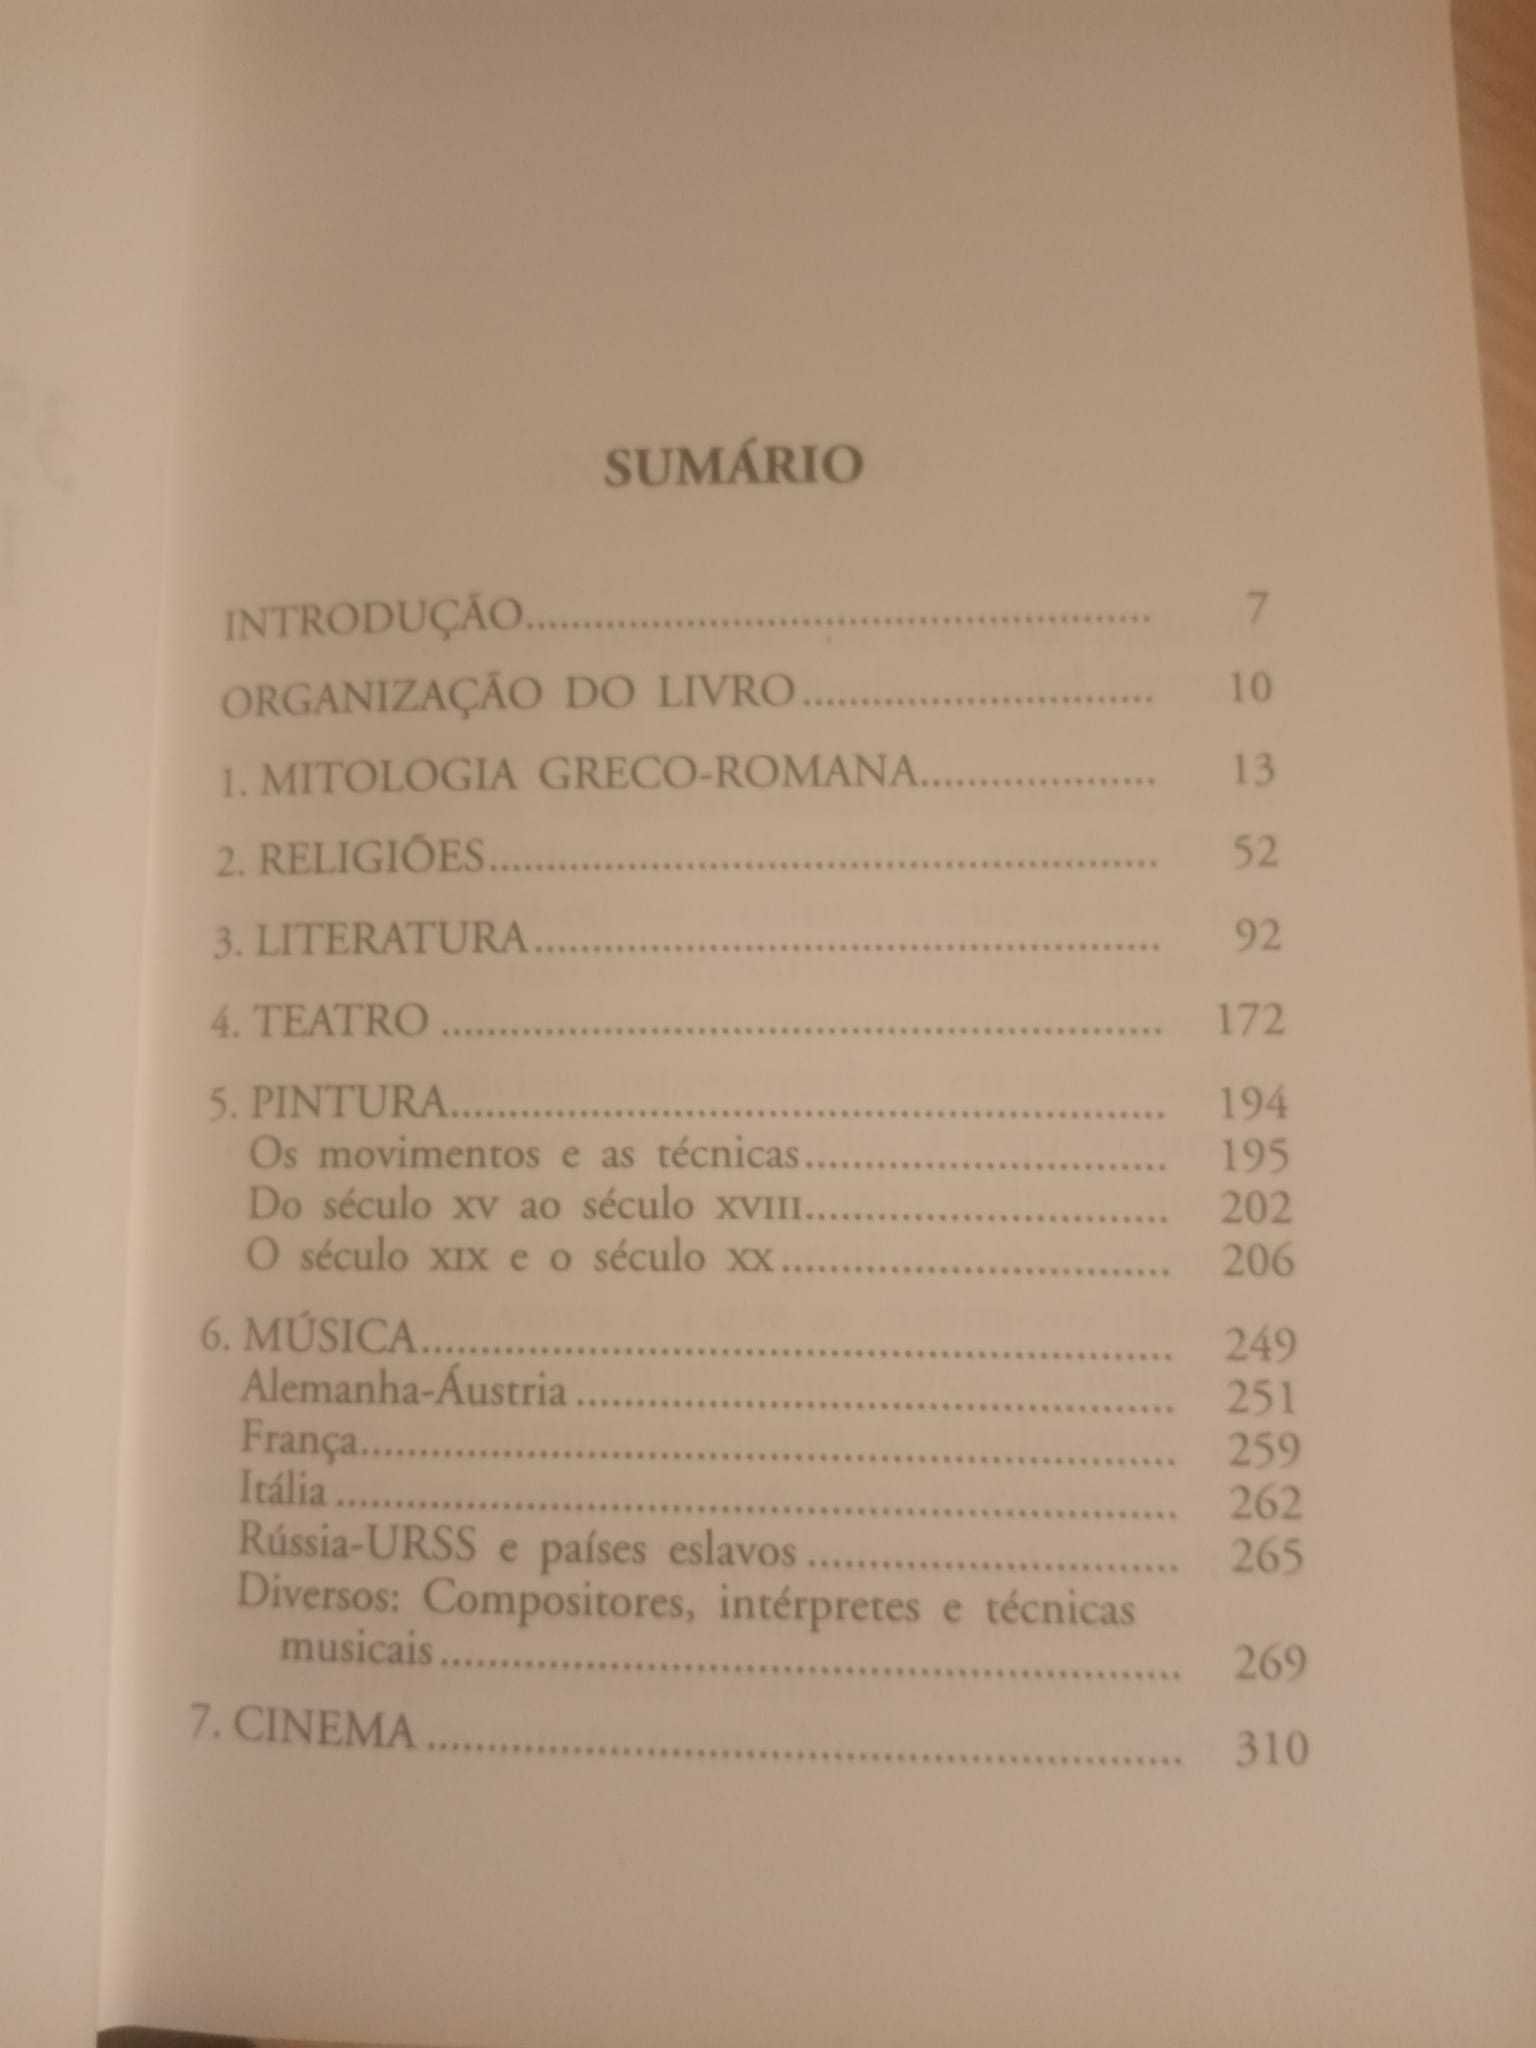 SUMÁRIO
INTRODUÇÃO.......................................................... 7
ORGANIZAÇÃO DO LIVRO................................ 10
1. MITOLOGIA GRECO-ROMANA..................... 13
2. RELIGIÕES............................................................. 52
3. LITERATURA......................................................... 92
4. TEATRO .................................................................. 172
5. PINTURA................................................................. 194
Os movimentos e as técnicas................................. 195
Do século XV ao século XVIII................................. 202
O século XIX e o século XX.................................... 206
6. MÚSICA.................................................................... 249
Alemanha-Áustria ...................................................... 251
França.......................................................................... 259
Itália ............................................................................ 262
Rússia-URSS e países eslavos .................................. 265
Diversos: Compositores, intérpretes e técnicas
musicais.................................................................... 269
7. CINEMA .................................................................... 310